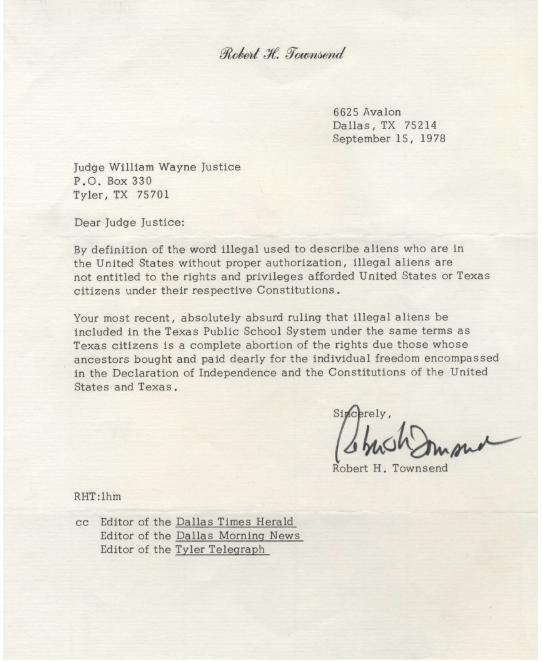 Robert H. Townsend
6625 Avalon
Dallas, TX 75214
September 15, 1978
Judge William Wayne Justice
P.O. Box 330
Tyler, TX 75701
Dear Judge Justice:
By definition of the word illegal used to describe aliens who are in
the United States without proper authorization, illegal aliens are
not entitled to the rights and privileges afforded United States or Texas
citizens under their respective Constitutions.
Your most recent, absolutely absurd ruling that illegal aliens be
included in the Texas Public School System under the same terms as
Texas citizens is a complete abortion of the rights due those whose
ancestors bought and paid dearly for the individual freedom encompassed
in the Declaration of Independence and the Constitutions of the United
States and Texas.
Sincerely,
Robert H Townsend
Robert H. Townsend
RHT:lhm
cc Editor of the Dallas Times Herald
Editor of the Dallas Morning News
Editor of the Tyler Telegraph